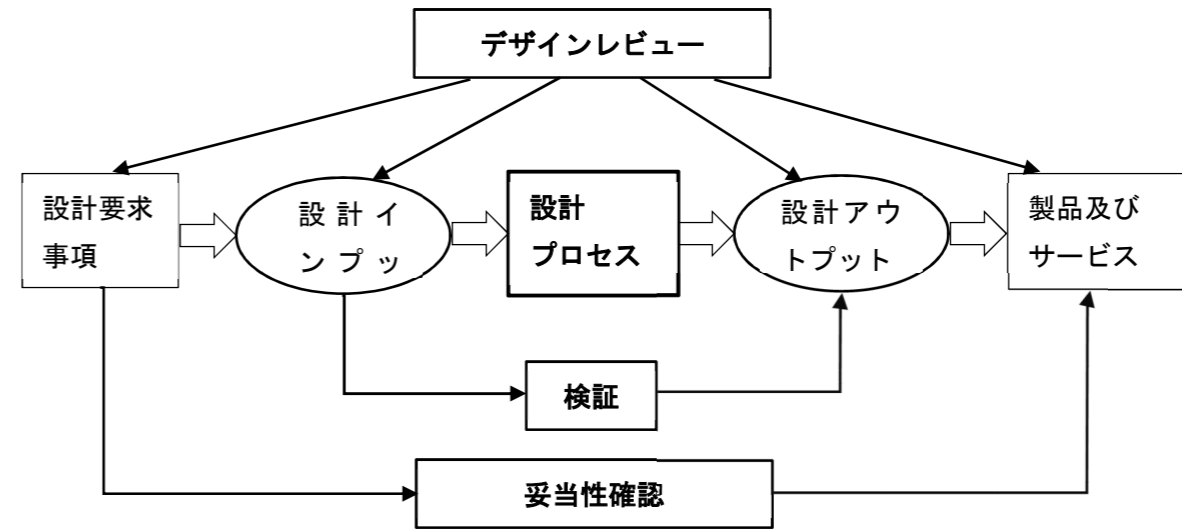 デザインレビュー
設計要求
事項
設計イ
ンプッ
設計
プロセス
設計アウ
トプット
製品及び
サービス
検証
妥当性確認